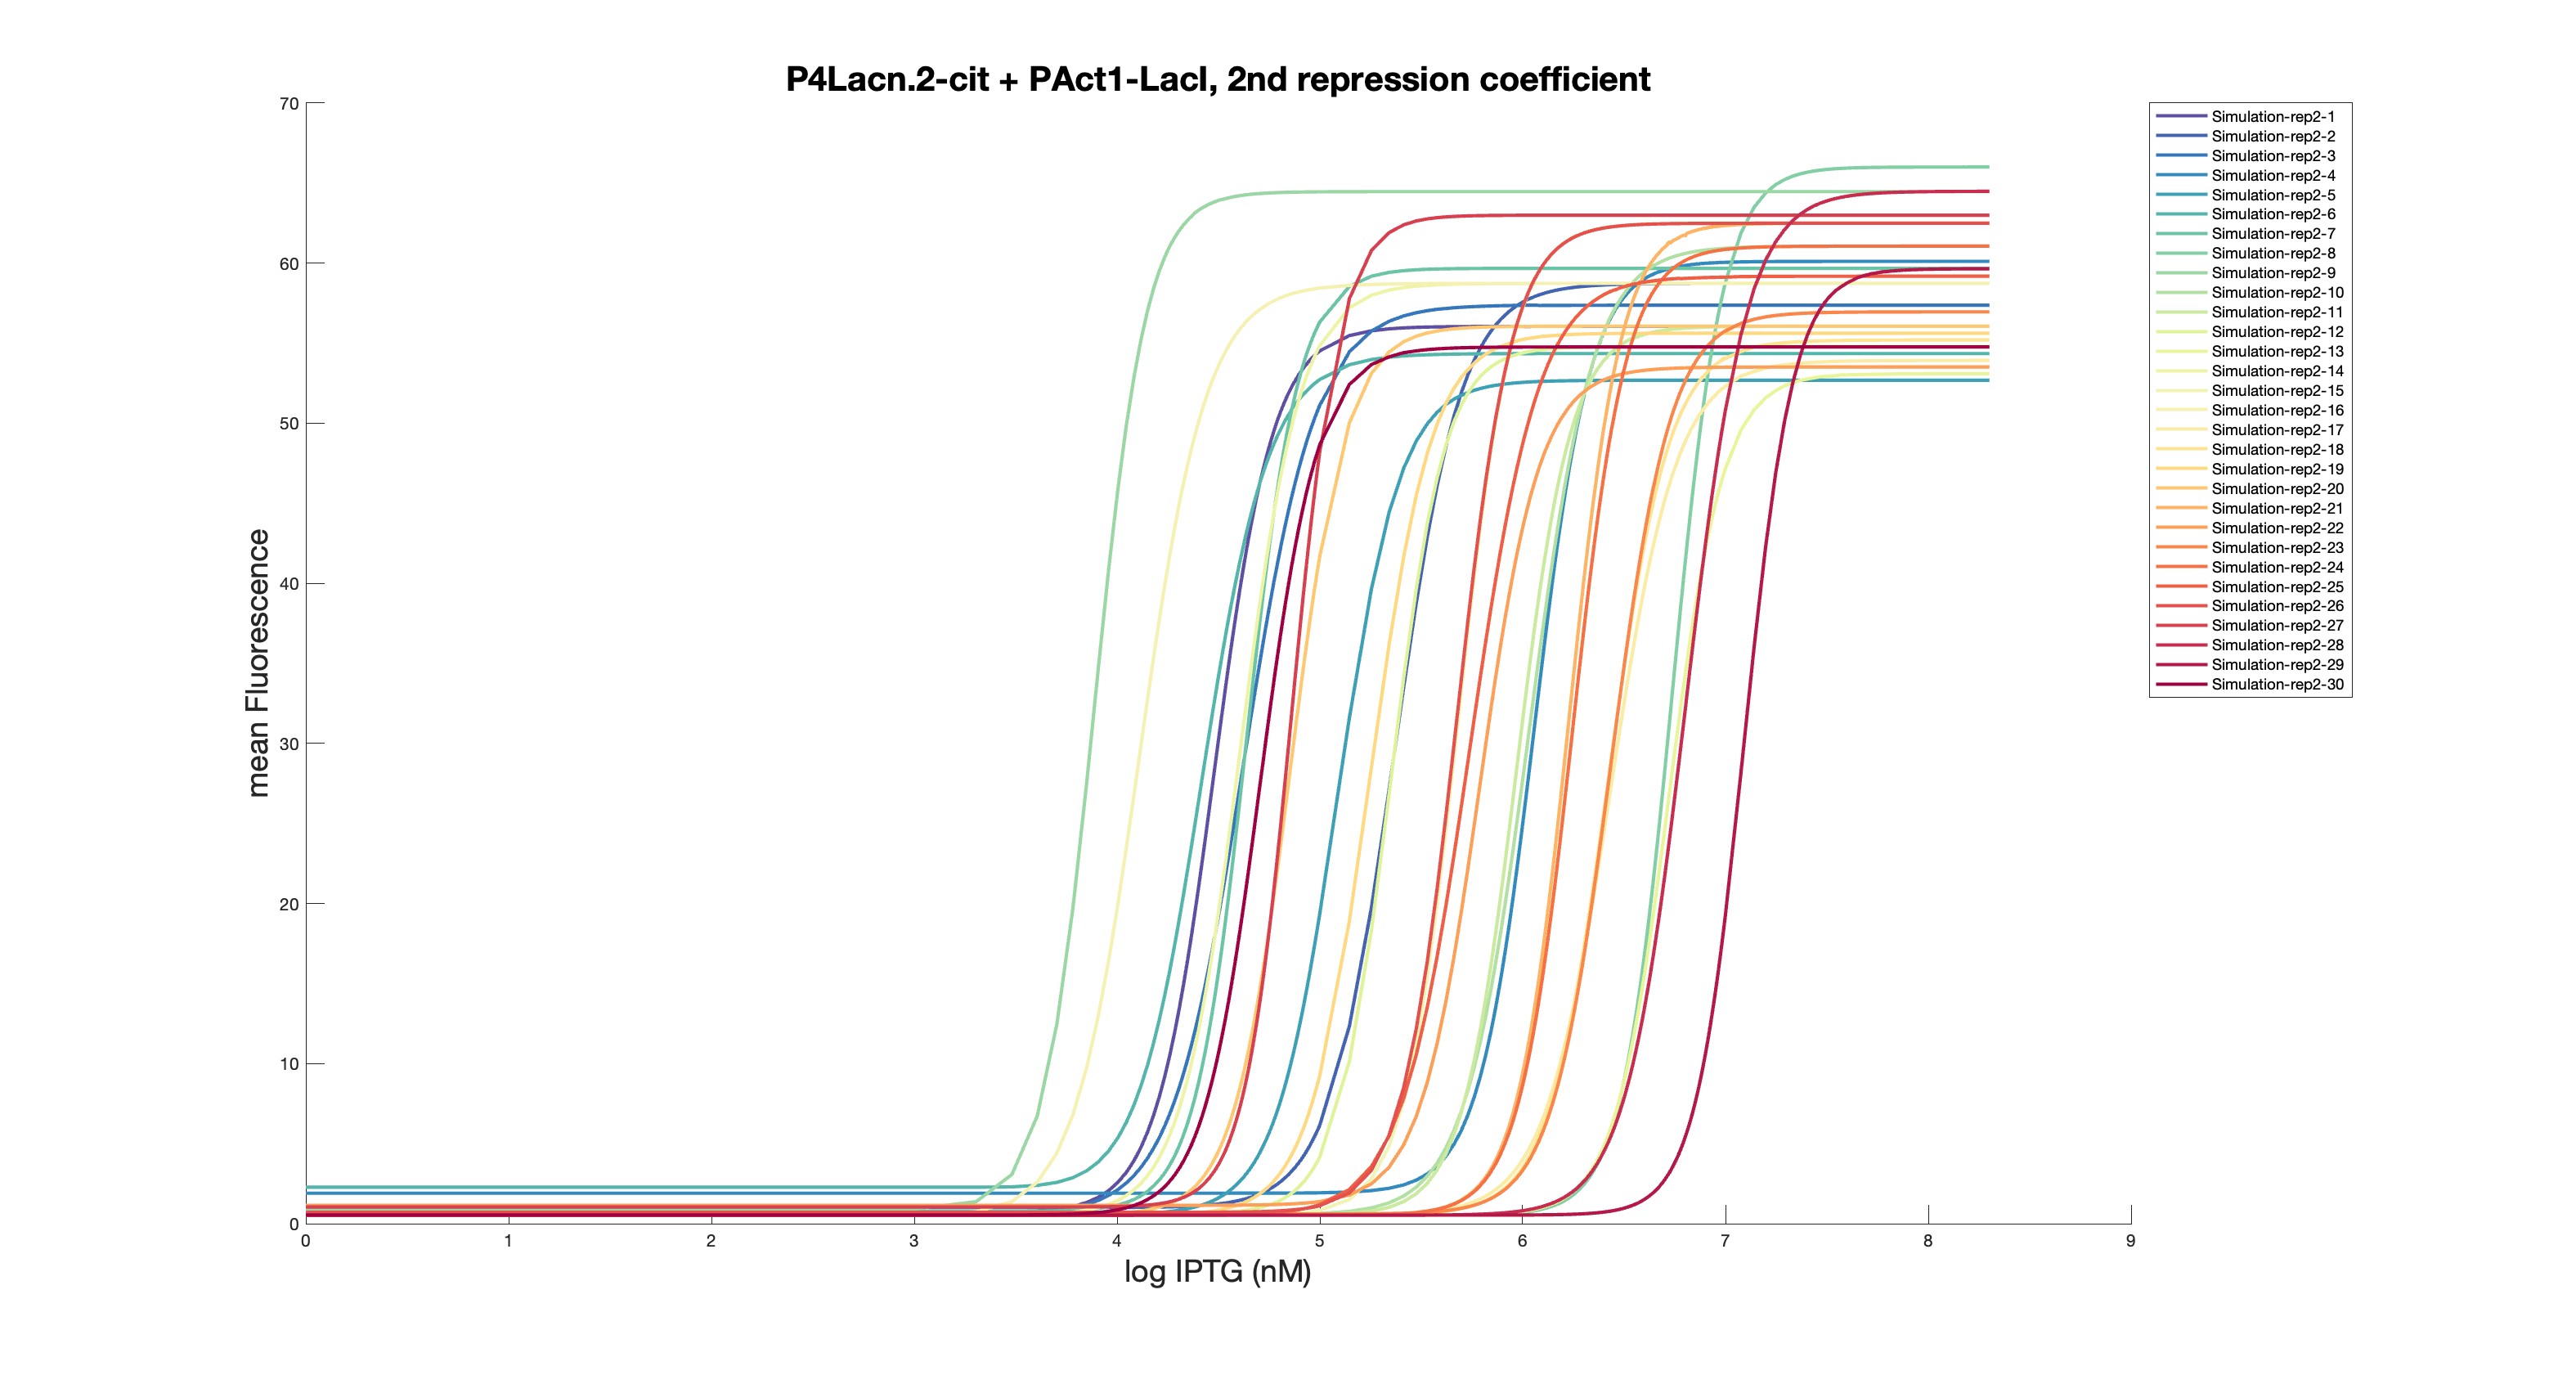 P4Lacn.2-cit + PAct1-LacI, 2nd repression coefficient
70
60
50
40
30
20
10
0
mean Fluorescence
0 1 2 3 4 5 6 7 8 9
log IPTG (nM)
Simulation-rep2-1
Simulation-rep2-2
Simulation-rep2-3
Simulation-rep2-4
Simulation-rep2-5
Simulation-rep2-6
Simulation-rep2-7
Simulation-rep2-8
Simulation-rep2-9
Simulation-rep2-10
Simulation-rep2-11
Simulation-rep2-12
Simulation-rep2-13
Simulation-rep2-14
Simulation-rep2-15
Simulation-rep2-16
Simulation-rep2-17
Simulation-rep2-18
Simulation-rep2-19
Simulation-rep2-20
Simulation-rep2-21
Simulation-rep2-22
Simulation-rep2-23
Simulation-rep2-24
Simulation-rep2-25
Simulation-rep2-26
Simulation-rep2-27
Simulation-rep2-28
Simulation-rep2-29
Simulation-rep2-30